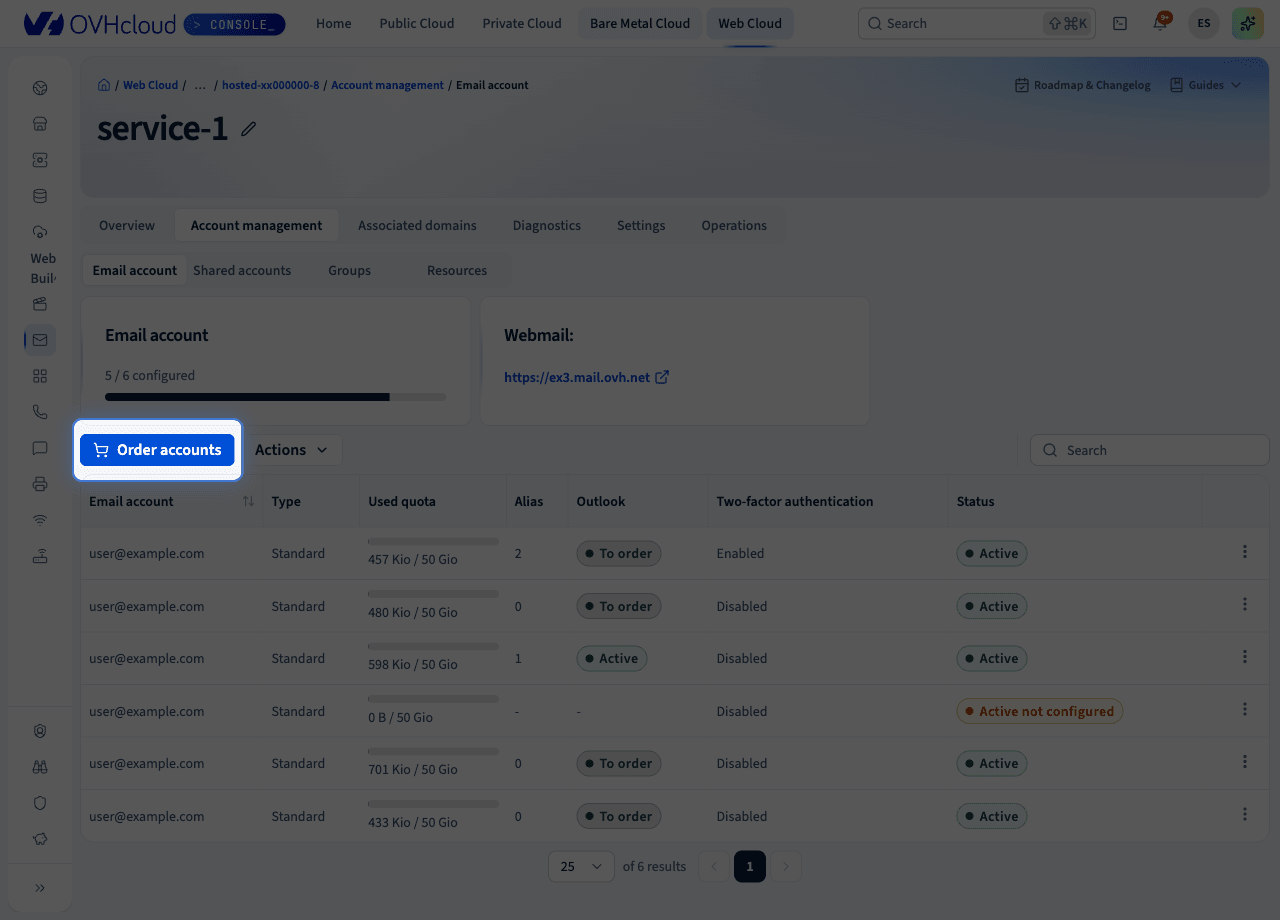 OVHcloud > CONSOLE_ Home Public Cloud Private Cloud Bare Metal Cloud Web Cloud Search ⇧⌘K 9+ ES
/ Web Cloud / ... / hosted-xx000000-8 / Account management / Email account Roadmap & Changelog Guides
service-1
Overview Account management Associated domains Diagnostics Settings Operations
Web
Buil
Email account Shared accounts Groups Resources
Email account Webmail:
5 / 6 configured https://ex3.mail.ovh.net
Order accounts Actions Search
Email account Type Used quota Alias Outlook Two-factor authentication Status
user@example.com Standard 457 Kio / 50 Gio 2 To order Enabled Active
user@example.com Standard 480 Kio / 50 Gio 0 To order Disabled Active
user@example.com Standard 598 Kio / 50 Gio 1 Active Disabled Active
user@example.com Standard 0 B / 50 Gio - - Disabled Active not configured
user@example.com Standard 701 Kio / 50 Gio 0 To order Disabled Active
user@example.com Standard 433 Kio / 50 Gio 0 To order Disabled Active
25 of 6 results 1